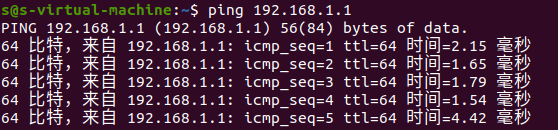 s@s-virtual-machine:~$ ping 192.168.1.1
PING 192.168.1.1 (192.168.1.1) 56(84) bytes of data.
64 比特，来自 192.168.1.1: icmp_seq=1 ttl=64 时间=2.15 毫秒
64 比特，来自 192.168.1.1: icmp_seq=2 ttl=64 时间=1.65 毫秒
64 比特，来自 192.168.1.1: icmp_seq=3 ttl=64 时间=1.79 毫秒
64 比特，来自 192.168.1.1: icmp_seq=4 ttl=64 时间=1.54 毫秒
64 比特，来自 192.168.1.1: icmp_seq=5 ttl=64 时间=4.42 毫秒